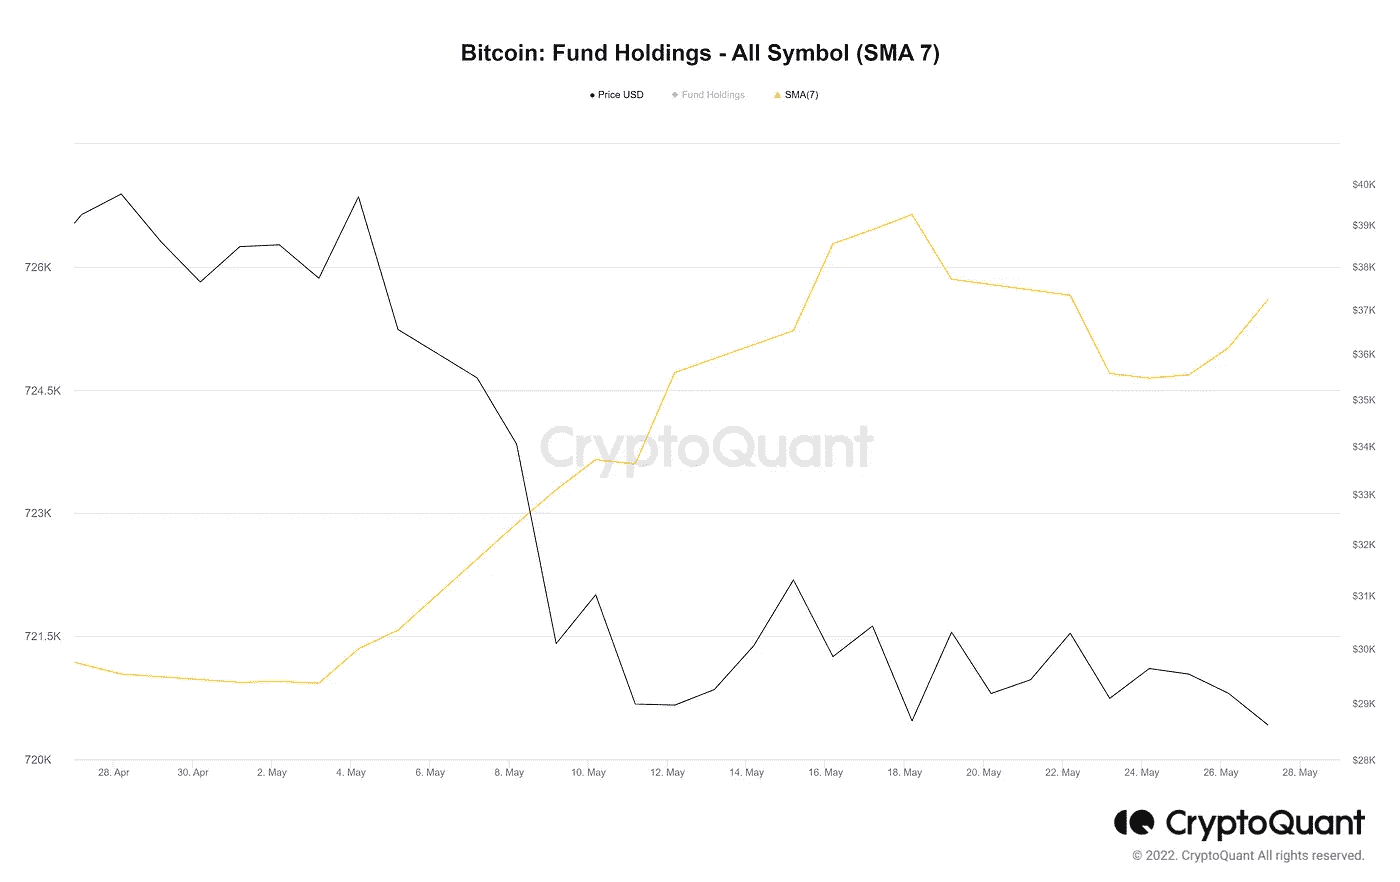 Bitcoin: Fund Holdings - All Symbol (SMA 7)
Price USD Fund Holdings SMA(7)
726K
724.5K
723K
721.5K
720K
$40K
$39K
$38K
$37K
$36K
$35K
$34K
$33K
$32K
$31K
$30K
$29K
$28K
CryptoQuant
28. Apr 30. Apr 2. May 4. May 6. May 8. May 10. May 12. May 14. May 16. May 18. May 20. May 22. May 24. May 26. May 28. May
CryptoQuant
© 2022. CryptoQuant All rights reserved.